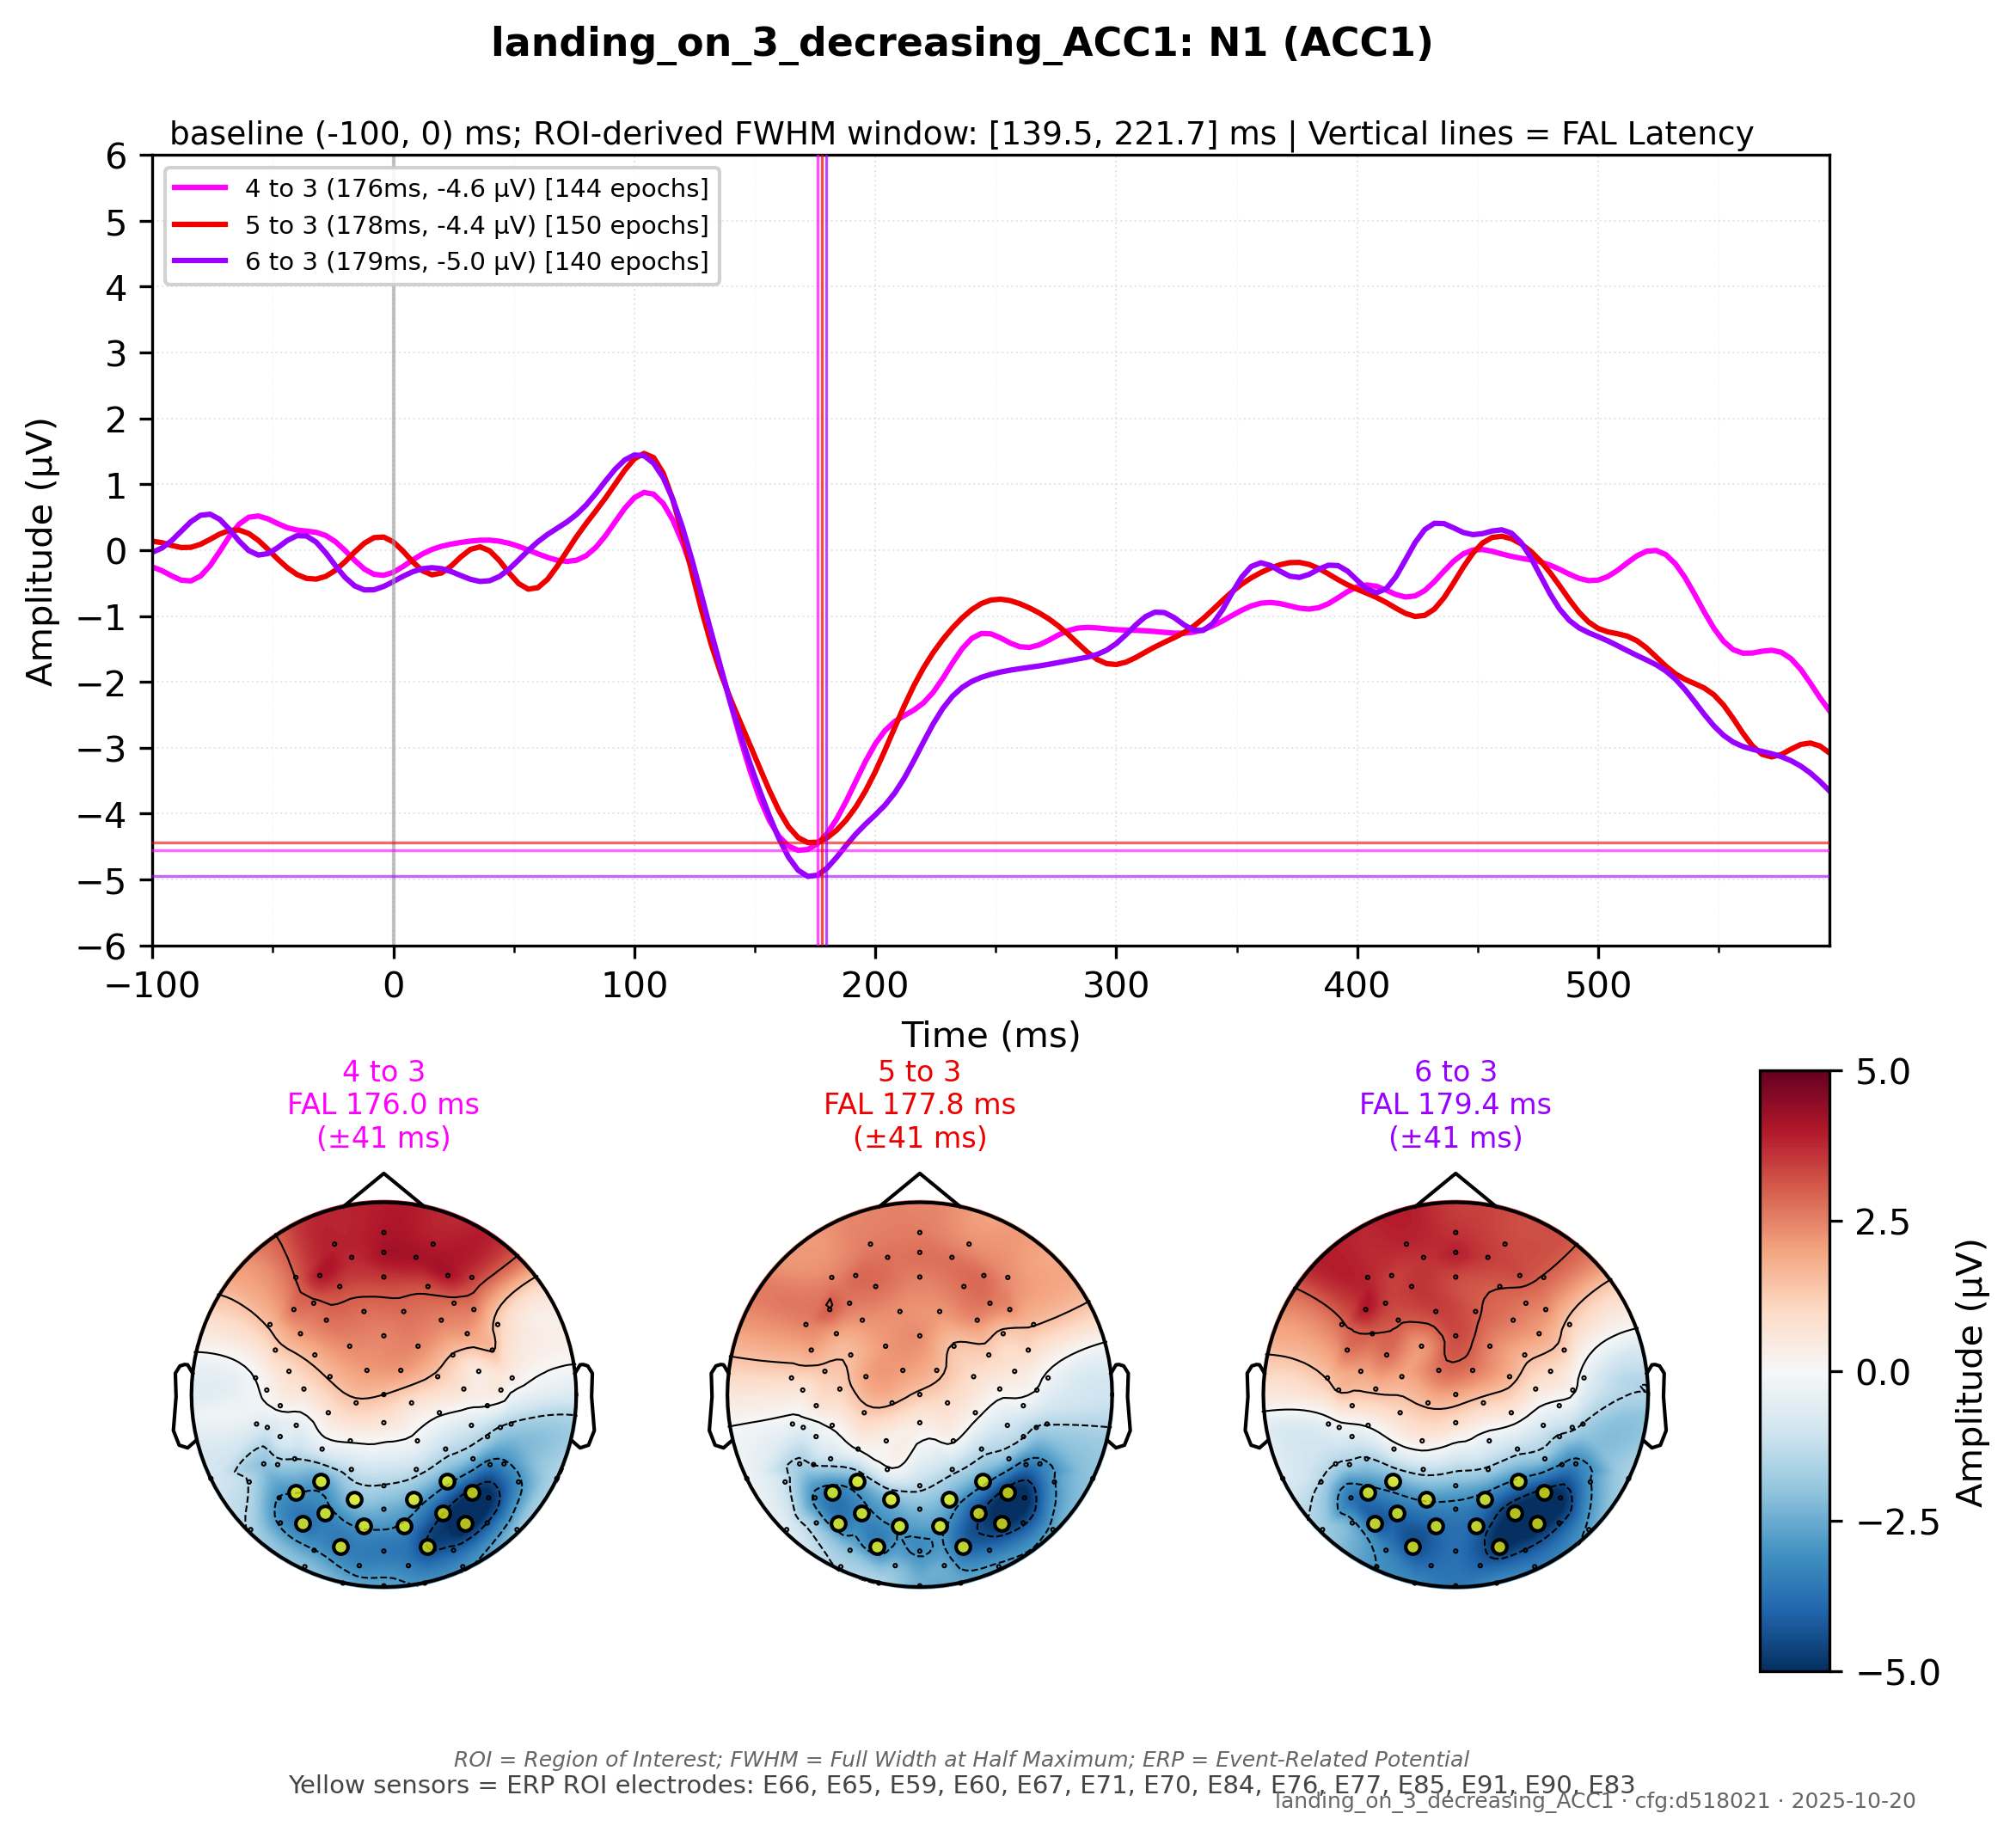 landing_on_3_decreasing_ACC1: N1 (ACC1)
baseline (-100, 0) ms; ROI-derived FWHM window: [139.5, 221.7] ms | Vertical lines = FAL Latency
4 to 3 (176ms, -4.6 µV) [144 epochs]
5 to 3 (178ms, -4.4 µV) [150 epochs]
6 to 3 (179ms, -5.0 µV) [140 epochs]
6
5
4
3
2
1
0
−1
−2
−3
−4
−5
−6
Amplitude (µV)
−100 0 100 200 300 400 500
Time (ms)
4 to 3
FAL 176.0 ms
(±41 ms)
5 to 3
FAL 177.8 ms
(±41 ms)
6 to 3
FAL 179.4 ms
(±41 ms)
5.0
2.5
0.0
−2.5
−5.0
Amplitude (µV)
ROI = Region of Interest; FWHM = Full Width at Half Maximum; ERP = Event-Related Potential
Yellow sensors = ERP ROI electrodes: E66, E65, E59, E60, E67, E71, E70, E84, E76, E77, E85, E91, E90, E83
landing_on_3_decreasing_ACC1 · cfg:d518021 · 2025-10-20